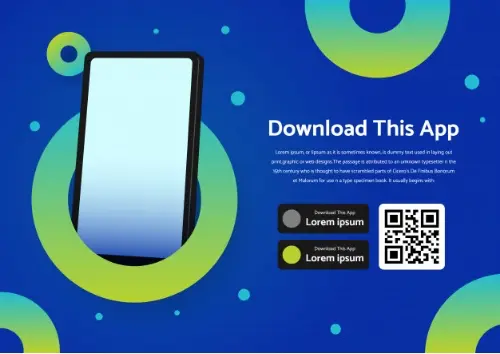 Download This App
Lorem ipsum, or lipsum as it is sometimes known, is dummy text used in laying out
print,graphic or web designs.The passage is attributed to an unknown typesetter in the
15th century who is thought to have scrambled parts of Cicero's De Finibus Bonorum
et Malorum for use in a type specimen book. It usually begins with:
Download This App
Lorem ipsum
Download This App
Lorem ipsum